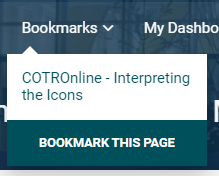 Bookmarks My Dashbo
COTROnline - Interpreting
the Icons
BOOKMARK THIS PAGE